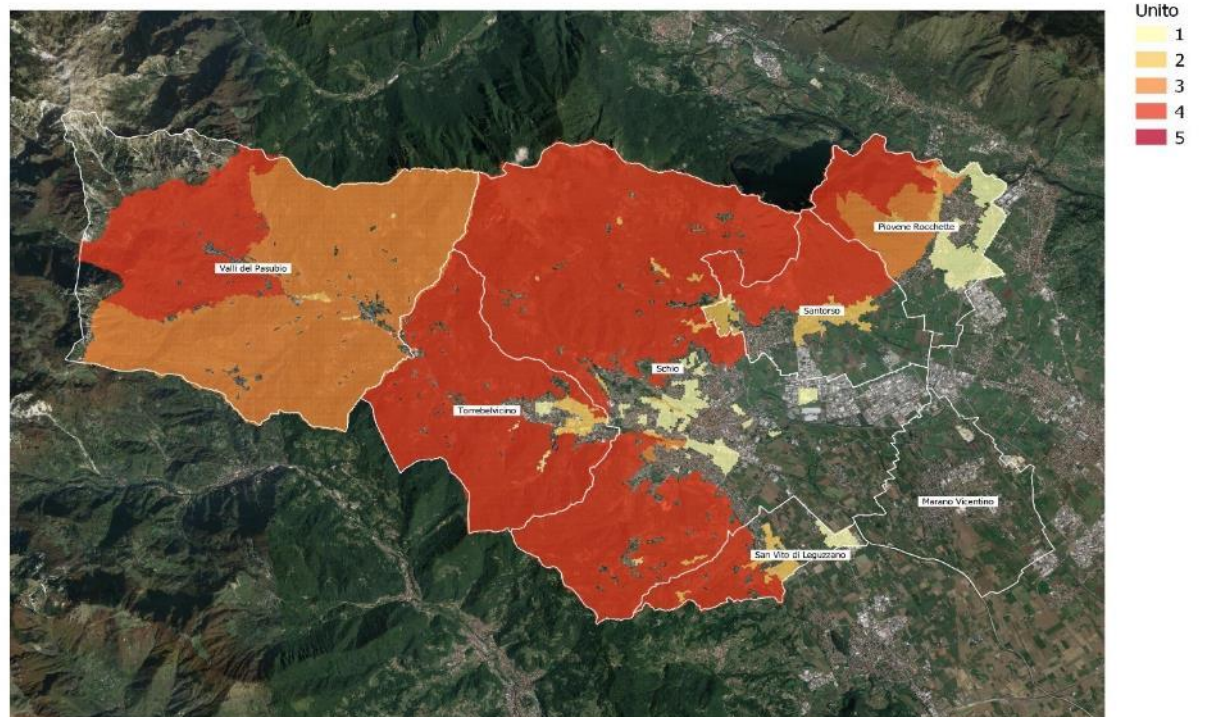 Unito
1
2
3
4
5
Piovene Rocchette
Valli del Pasubio
Santorso
Schio
Torrebelvicino
Marano Vicentino
San Vito di Leguzzano